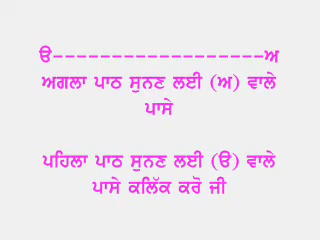 ੳ------------------ਅ
ਅਗਲਾ ਪਾਠ ਸੁਨਣ ਲਈ (ਅ) ਵਾਲੇ
ਪਾਸੇ
ਪਹਿਲਾ ਪਾਠ ਸੁਨਣ ਲਈ (ੳ) ਵਾਲੇ
ਪਾਸੇ ਕਲਿੱਕ ਕਰੋ ਜੀ